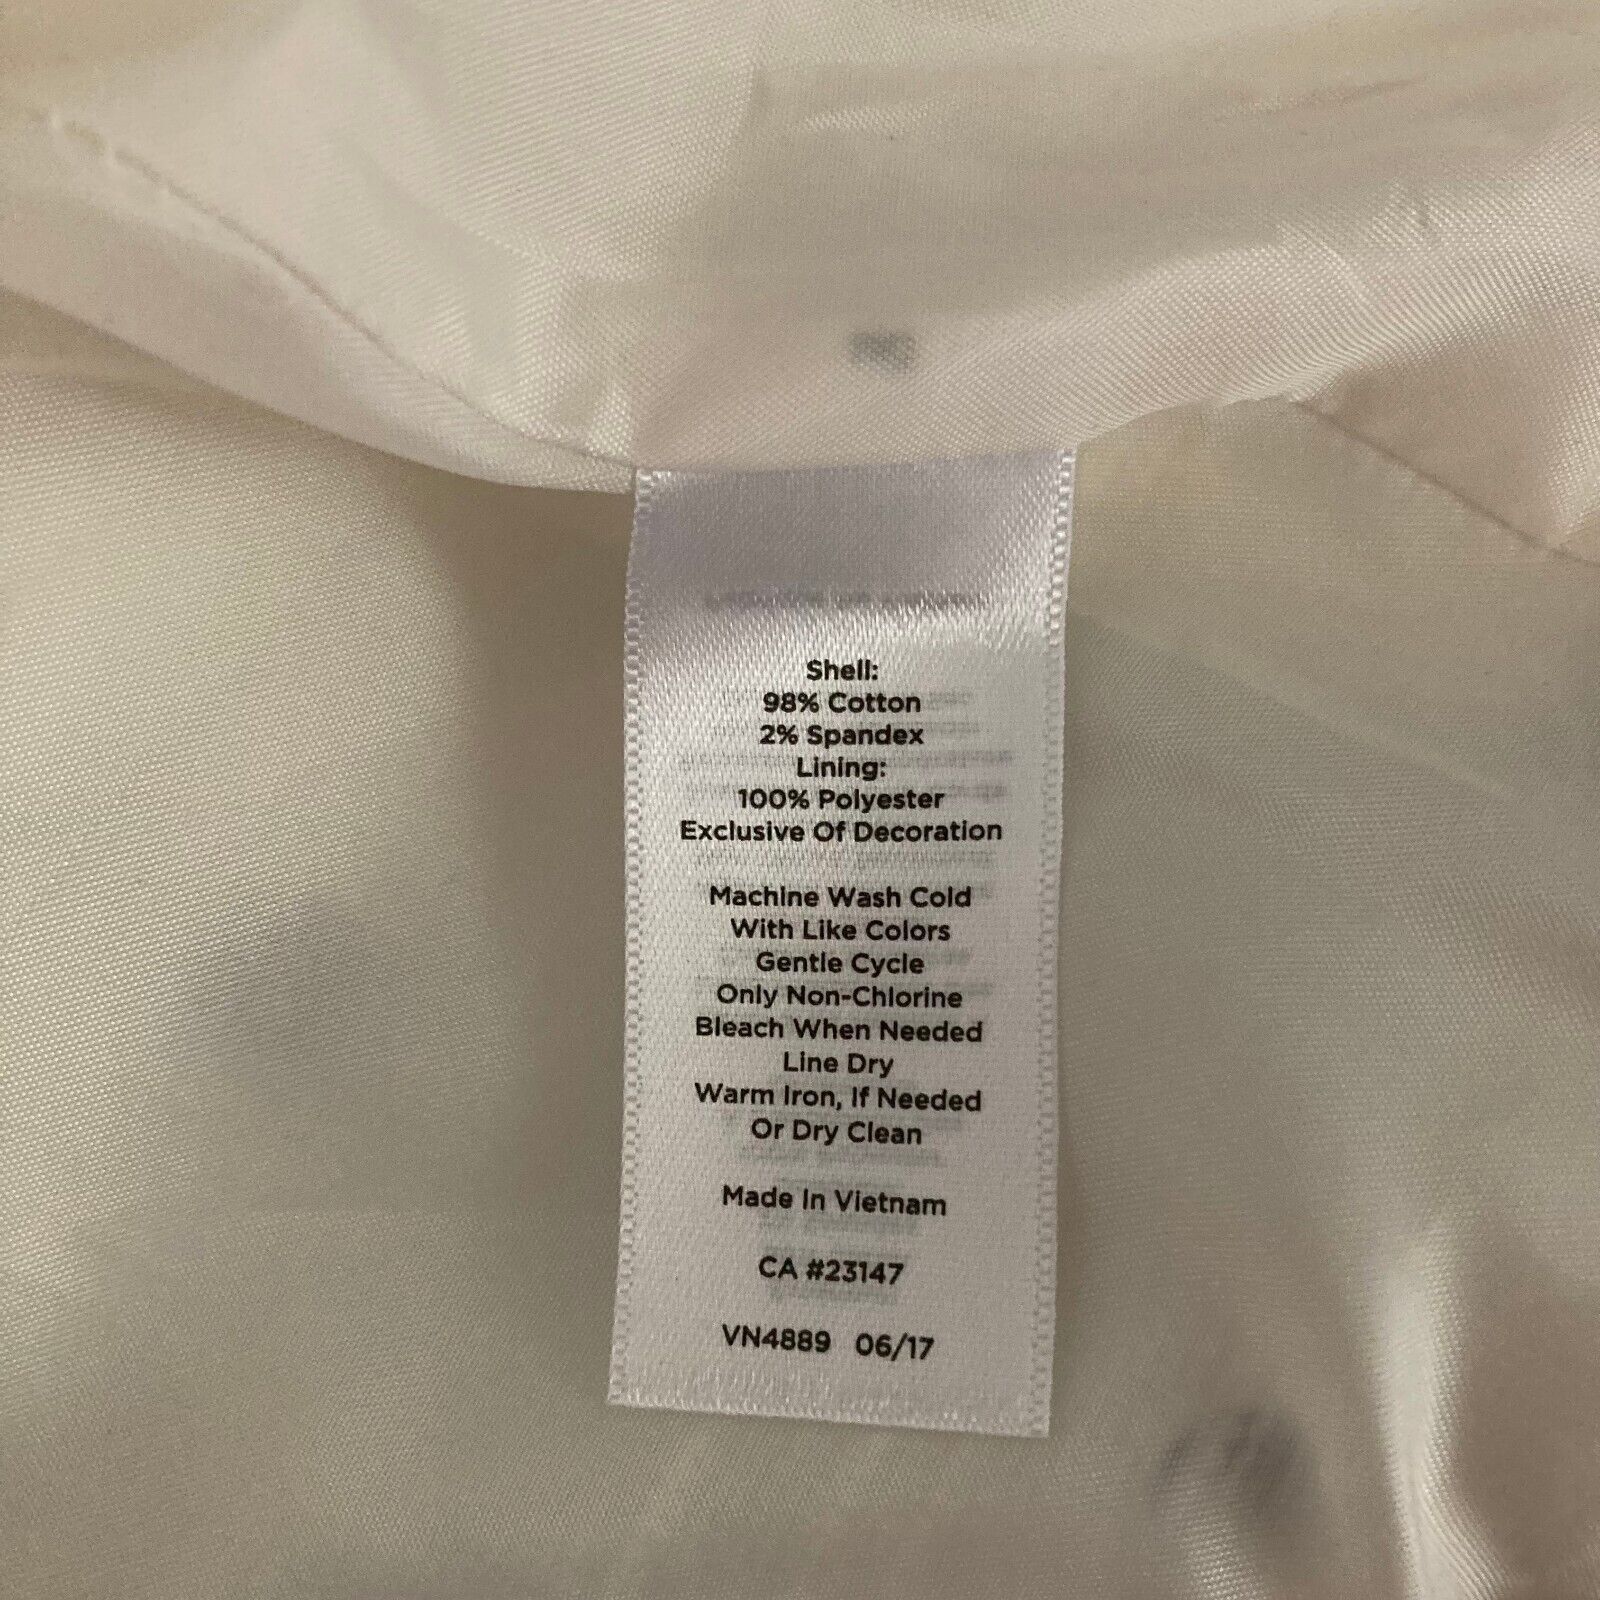 Shell:
98% Cotton
2% Spandex
Lining:
100% Polyester
Exclusive Of Decoration
Machine Wash Cold
With Like Colors
Gentle Cycle
Only Non-Chlorine
Bleach When Needed
Line Dry
Warm Iron, If Needed
Or Dry Clean
Made In Vietnam
CA #23147
VN4889 06/17